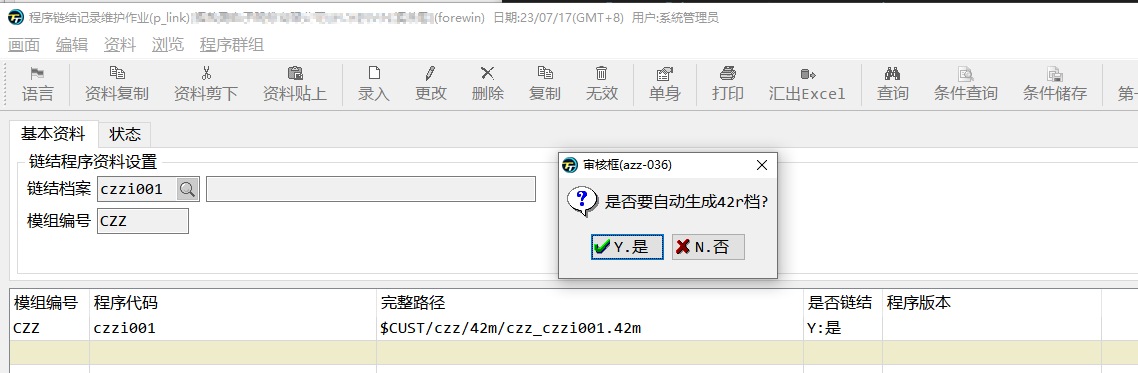 程序链结记录维护作业(p_link)
(forewin) 日期:23/07/17(GMT+8) 用户:系统管理员
画面 编辑 资料 浏览 程序群组
语言 资料复制 资料剪下 资料贴上 录入 更改 删除 复制 无效 单身 打印 汇出Excel 查询 条件查询 条件储存 第一
基本资料 状态
链结程序资料设置
链结档案 czzi001
模组编号 CZZ
审核框(azz-036)
是否要自动生成42r档?
Y.是 N.否
模组编号 程序代码 完整路径 是否链结 程序版本
CZZ czzi001 $CUST/czz/42m/czz_czzi001.42m Y:是